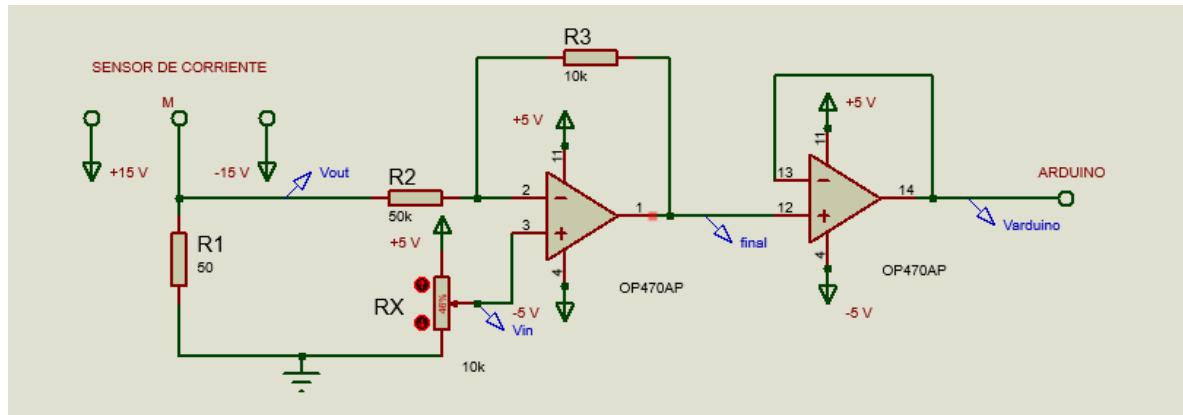 SENSOR DE CORRIENTE
M
+15 V
-15 V
Vout
R1
50
R2
50k
R3
10k
+5 V
11
2
1
3
4
-5 V
OP470AP
final
+5 V
RX
46%
10k
Vin
+5 V
11
13
14
12
4
-5 V
OP470AP
Varduino
ARDUINO